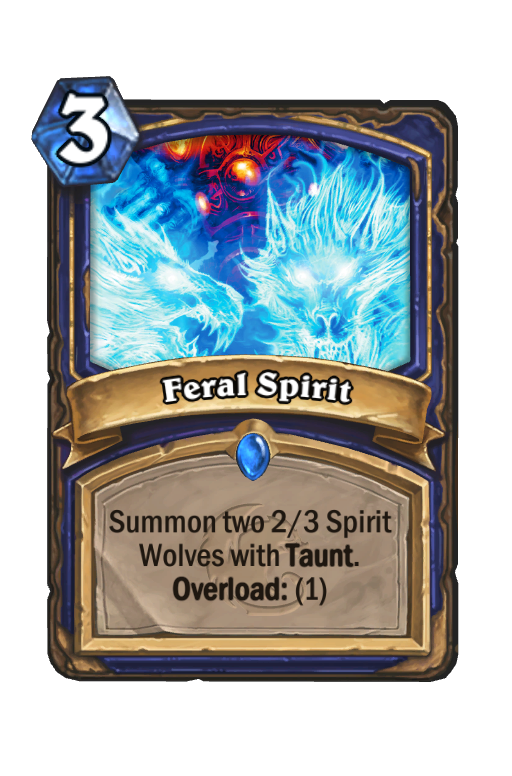 3
Feral Spirit
Summon two 2/3 Spirit
Wolves with Taunt.
Overload: (1)